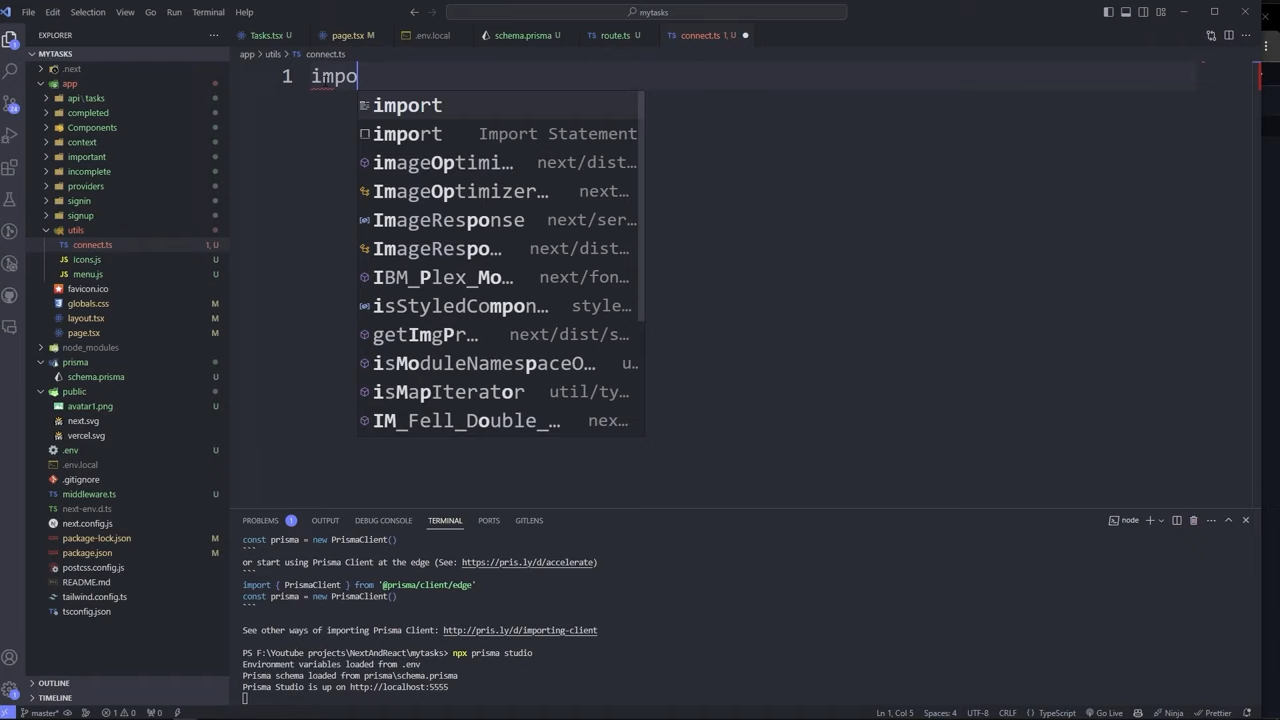 File Edit Selection View Go Run Terminal Help
mytasks
EXPLORER
Tasks.tsx U
page.tsx M
.env.local
schema.prisma U
route.ts U
connect.ts 1, U
MYTASKS
app utils TS connect.ts
.next
app
api \ tasks
completed
Components
context
important
incomplete
providers
signin
signup
utils
TS connect.ts 1, U
JS Icons.js U
JS menu.js U
favicon.ico
globals.css M
layout.tsx M
page.tsx M
node_modules
prisma
schema.prisma U
public
avatar1.png U
next.svg
vercel.svg
.env U
.env.local
.gitignore
TS middleware.ts U
TS next-env.d.ts
next.config.js
package-lock.json M
package.json M
postcss.config.js
README.md
tailwind.config.ts
tsconfig.json
OUTLINE
TIMELINE
1 impo
import
import Import Statement
imageOptimi... next/dist...
ImageOptimizer... next...
ImageResponse next/ser...
ImageRespo... next/dist...
IBM_Plex_Mo... next/fon...
isStyledCompon... style...
getImgPr... next/dist/s...
isModuleNamespaceO... u...
isMapIterator util/ty...
IM_Fell_Double_... nex...
PROBLEMS 1 OUTPUT DEBUG CONSOLE TERMINAL PORTS GITLENS
node
const prisma = new PrismaClient()
```
or start using Prisma Client at the edge (See: https://pris.ly/d/accelerate)
```
import { PrismaClient } from '@prisma/client/edge'
const prisma = new PrismaClient()
```
See other ways of importing Prisma Client: http://pris.ly/d/importing-client
PS F:\Youtube projects\NextAndReact\mytasks> npx prisma studio
Environment variables loaded from .env
Prisma schema loaded from prisma\schema.prisma
Prisma Studio is up on http://localhost:5555
master* 1 0 0 Ln 1, Col 5 Spaces: 4 UTF-8 CRLF TypeScript Go Live Ninja Prettier